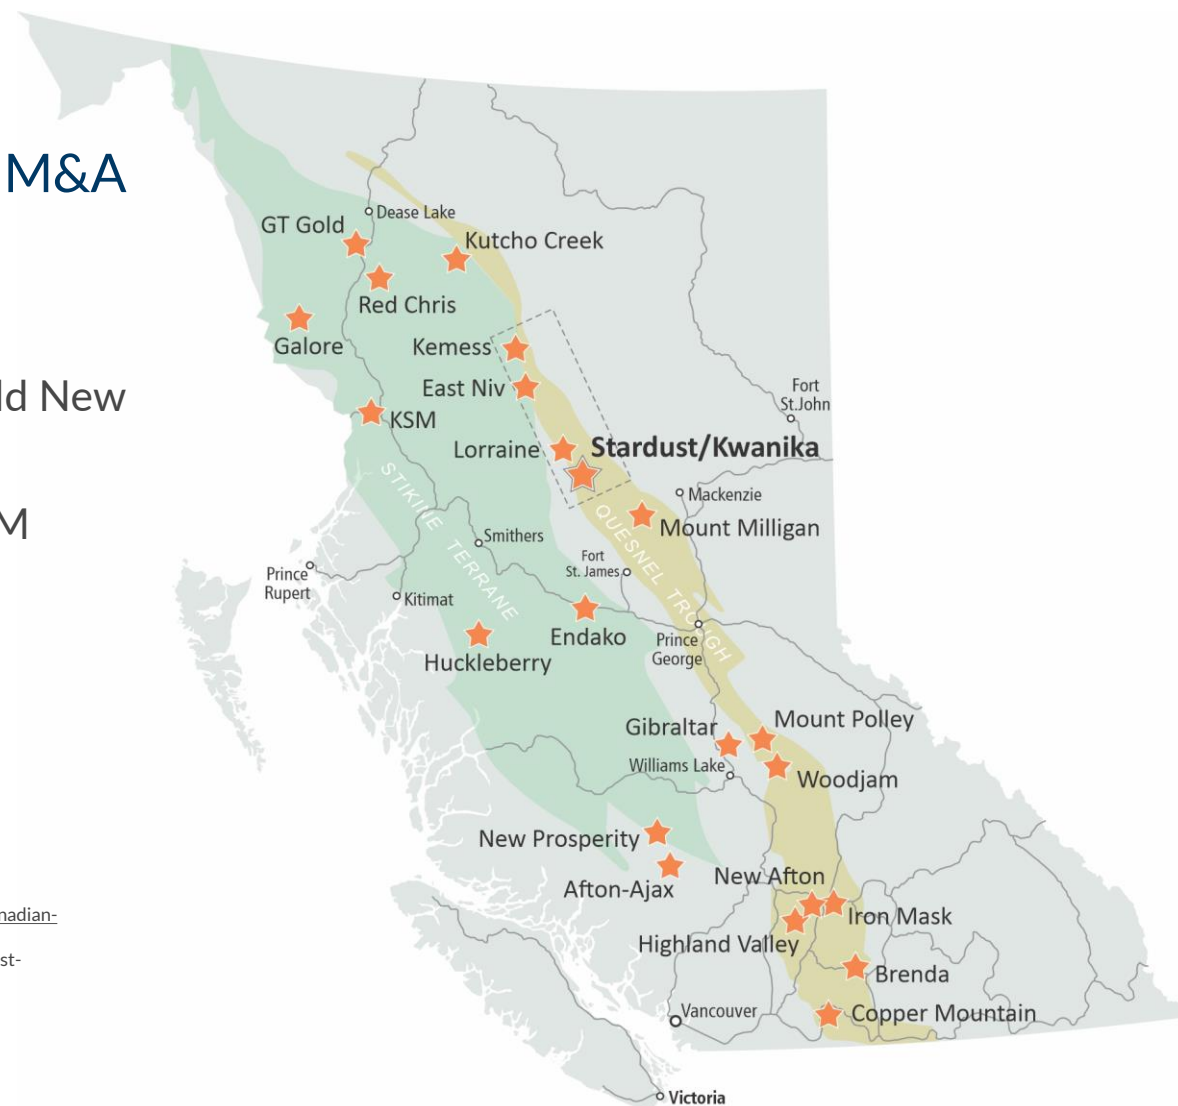 M&A
ld New
M
nadian-
st-
Dease Lake
GT Gold
Kutcho Creek
Red Chris
Galore
Kemess
East Niv
KSM
Fort
St.John
Lorraine
Stardust/Kwanika
Mackenzie
Mount Milligan
STIKINE TERRANE
QUESNEL TROUGH
Smithers
Fort
St. James
Prince
Rupert
Kitimat
Endako
Prince
George
Huckleberry
Gibraltar
Mount Polley
Williams Lake
Woodjam
New Prosperity
Afton-Ajax
New Afton
Iron Mask
Highland Valley
Brenda
Vancouver
Copper Mountain
Victoria